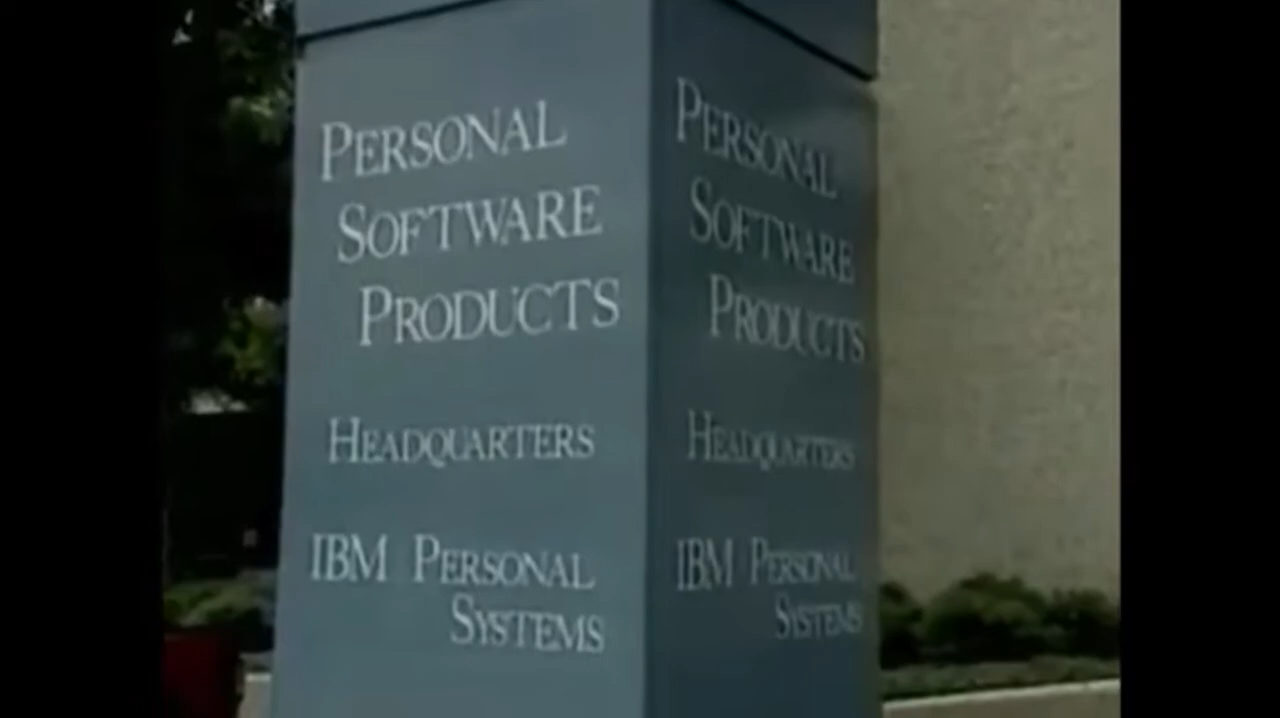 PERSONAL
SOFTWARE
PRODUCTS
HEADQUARTERS
IBM PERSONAL
SYSTEMS
PERSONAL
SOFTWARE
PRODUCTS
HEADQUARTERS
IBM PERSONAL
SYSTEMS